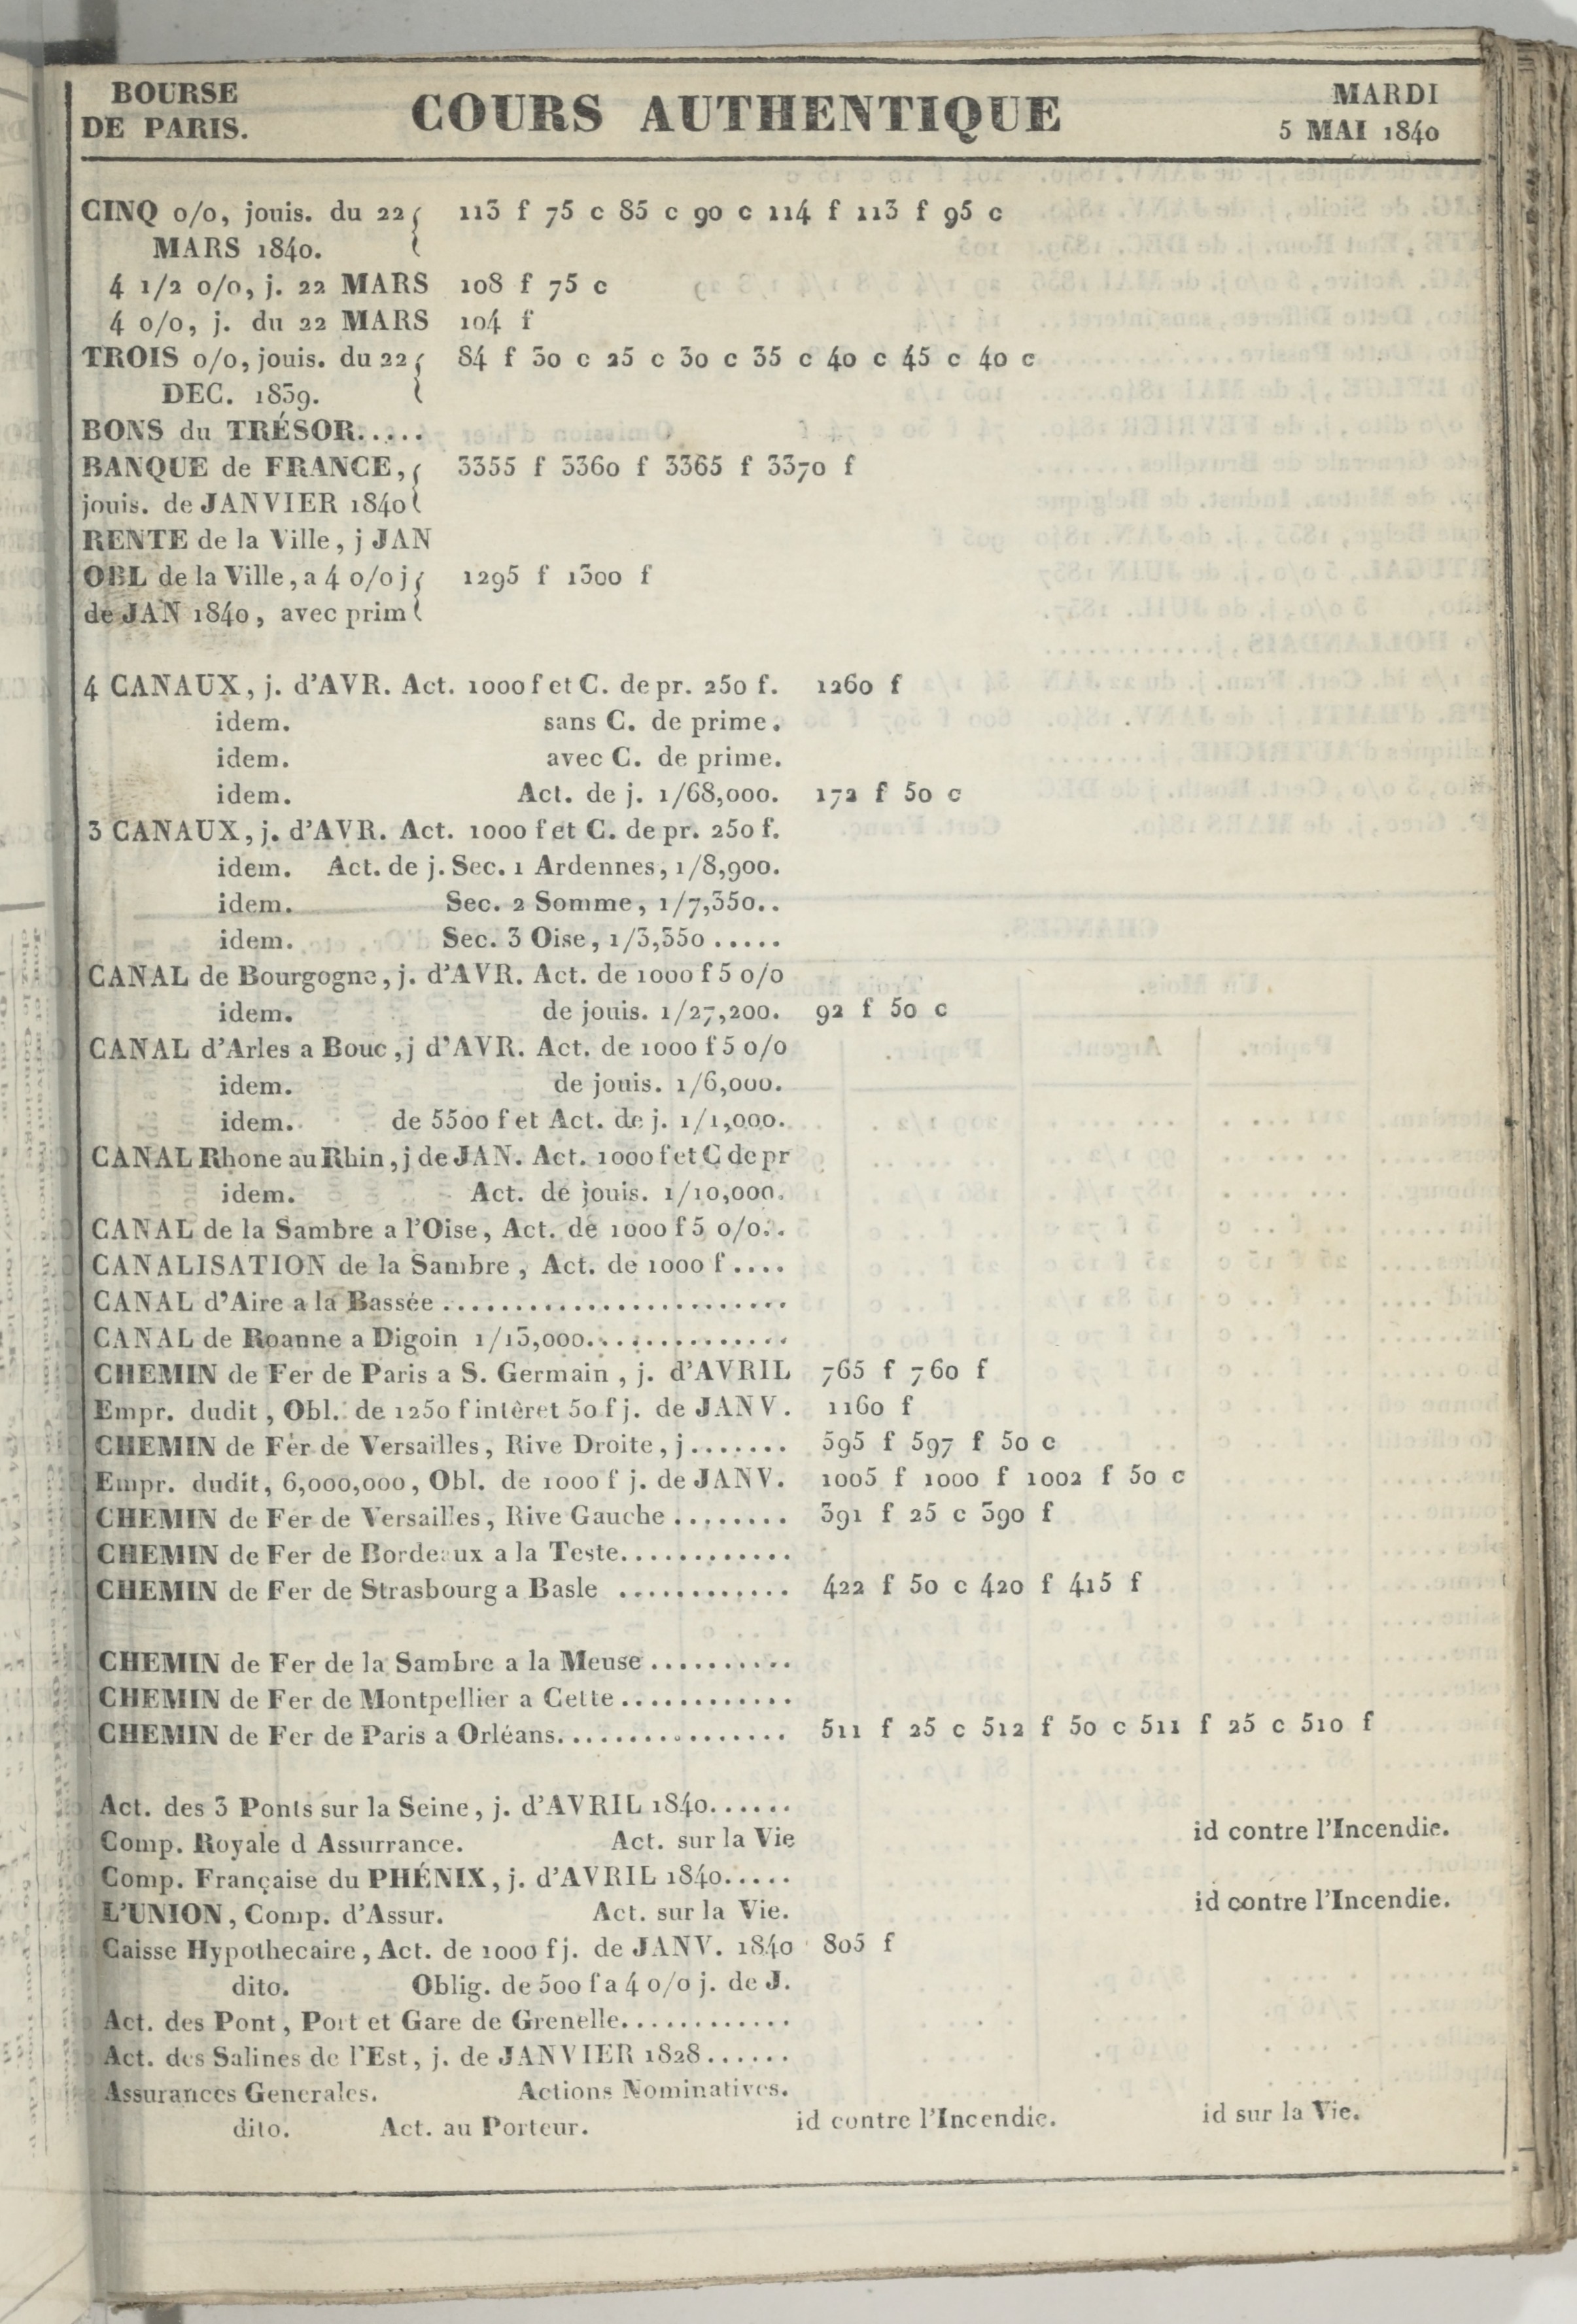 BOURSE
DE PARIS.
COURS AUTHENTIQUE
MARDI
5 MAI 1840
CINQ 0/0, jouis. du 22 { 113 f 75 c 85 c 90 c 114 f 113 f 95 c
MARS 1840.
4 1/2 0/0, j. 22 MARS 108 f 75 c
4 0/0, j. du 22 MARS 104 f
TROIS 0/0, jouis. du 22 { 84 f 30 c 25 c 30 c 35 c 40 c 45 c 40 c
DEC. 1839.
BONS du TRÉSOR.....
BANQUE de FRANCE, { 3355 f 3360 f 3365 f 3370 f
jouis. de JANVIER 1840
RENTE de la Ville, j JAN
OBL de la Ville, a 4 0/0 j { 1295 f 1300 f
de JAN 1840, avec prim
4 CANAUX, j. d'AVR. Act. 1000 f et C. de pr. 250 f. 1260 f
idem. sans C. de prime.
idem. avec C. de prime.
idem. Act. de j. 1/68,000. 172 f 50 c
3 CANAUX, j. d'AVR. Act. 1000 f et C. de pr. 250 f.
idem. Act. de j. Sec. 1 Ardennes, 1/8,900.
idem. Sec. 2 Somme, 1/7,350..
idem. Sec. 3 Oise, 1/3,350.....
CANAL de Bourgogne, j. d'AVR. Act. de 1000 f 5 0/0
idem. de jouis. 1/27,200. 92 f 50 c
CANAL d'Arles a Bouc, j d'AVR. Act. de 1000 f 5 0/0
idem. de jouis. 1/6,000.
idem. de 5500 f et Act. de j. 1/1,000.
CANAL Rhone au Rhin, j de JAN. Act. 1000 f et C de pr
idem. Act. de jouis. 1/10,000.
CANAL de la Sambre a l'Oise, Act. de 1000 f 5 0/0..
CANALISATION de la Sambre, Act. de 1000 f....
CANAL d'Aire a la Bassée........................
CANAL de Roanne a Digoin 1/13,000..............
CHEMIN de Fer de Paris a S. Germain, j. d'AVRIL 765 f 760 f
Empr. dudit, Obl. de 1250 f intêret 50 f j. de JANV. 1160 f
CHEMIN de Fer de Versailles, Rive Droite, j....... 595 f 597 f 50 c
Empr. dudit, 6,000,000, Obl. de 1000 f j. de JANV. 1005 f 1000 f 1002 f 50 c
CHEMIN de Fer de Versailles, Rive Gauche........ 391 f 25 c 390 f
CHEMIN de Fer de Bordeaux a la Teste............
CHEMIN de Fer de Strasbourg a Basle ............ 422 f 50 c 420 f 415 f
CHEMIN de Fer de la Sambre a la Meuse..........
CHEMIN de Fer de Montpellier a Cette............
CHEMIN de Fer de Paris a Orléans................ 511 f 25 c 512 f 50 c 511 f 25 c 510 f
Act. des 3 Ponts sur la Seine, j. d'AVRIL 1840......
Comp. Royale d Assurrance. Act. sur la Vie id contre l'Incendie.
Comp. Française du PHÉNIX, j. d'AVRIL 1840.....
L'UNION, Comp. d'Assur. Act. sur la Vie. id contre l'Incendie.
Caisse Hypothecaire, Act. de 1000 f j. de JANV. 1840 805 f
dito. Oblig. de 500 f a 4 0/0 j. de J.
Act. des Pont, Port et Gare de Grenelle............
Act. des Salines de l'Est, j. de JANVIER 1828......
Assurances Generales. Actions Nominatives.
dito. Act. au Porteur. id contre l'Incendie. id sur la Vie.